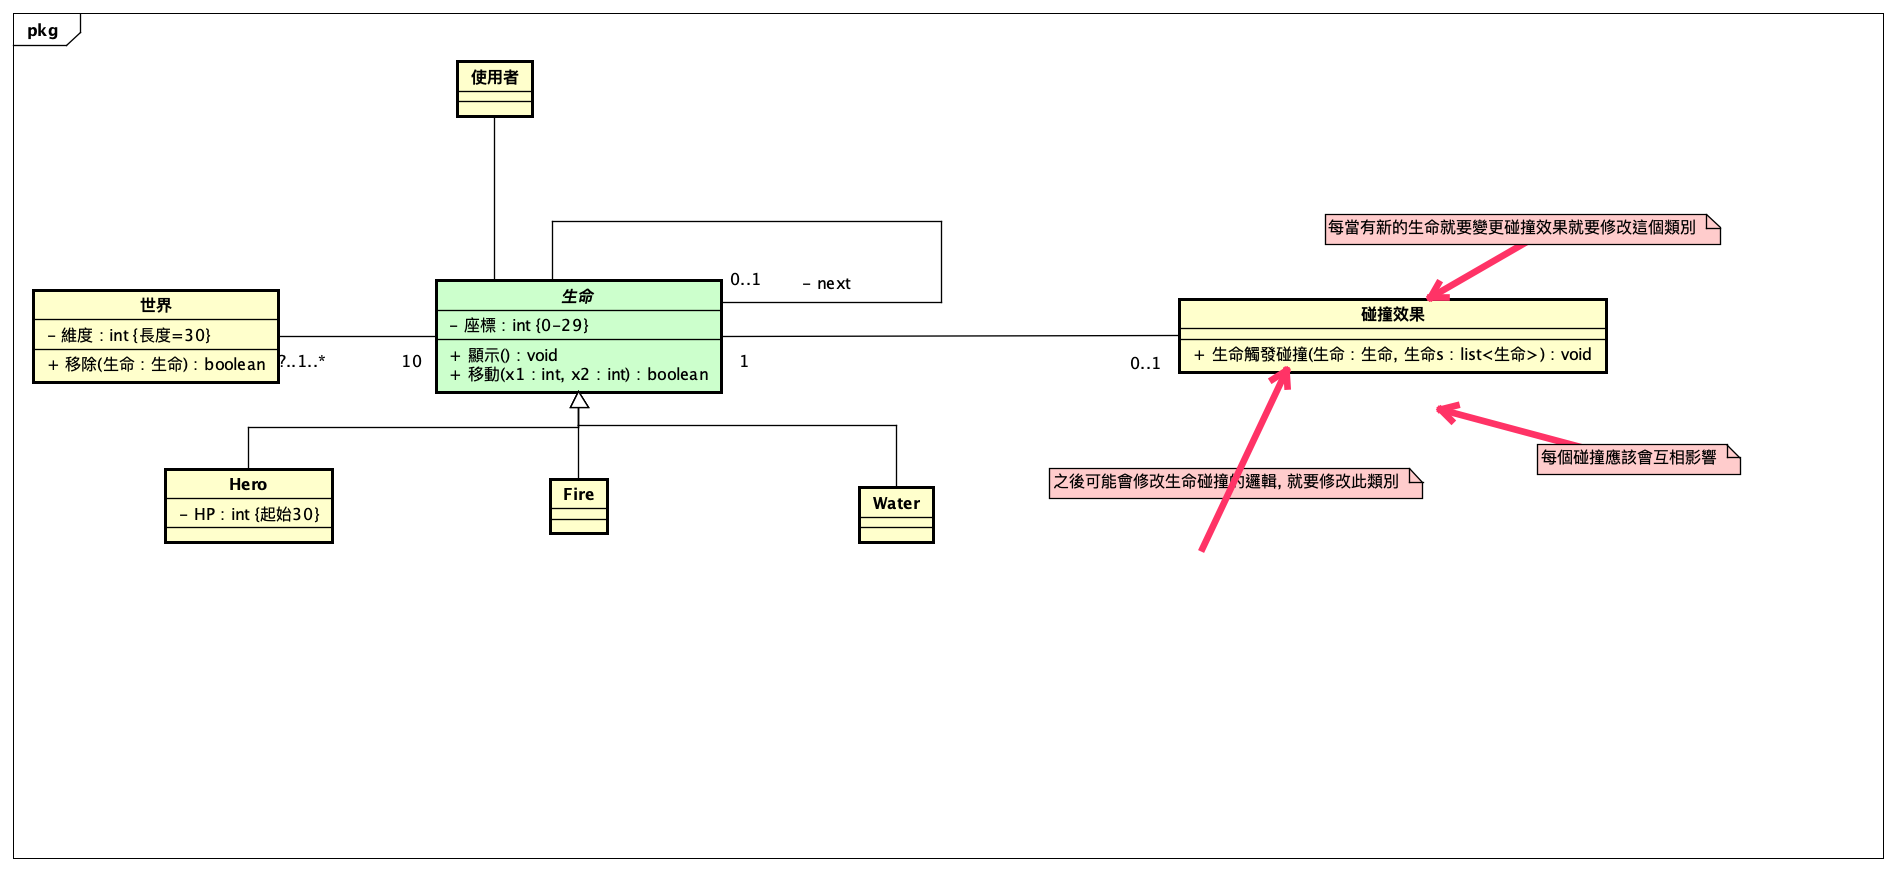 pkg
使用者
每當有新的生命就要變更碰撞效果就要修改這個類別
0..1
- next
世界
- 維度 : int {長度=30}
+ 移除(生命 : 生命) : boolean
?..1..*
10
生命
- 座標 : int {0-29}
+ 顯示() : void
+ 移動(x1 : int, x2 : int) : boolean
1
0..1
碰撞效果
+ 生命觸發碰撞(生命 : 生命, 生命s : list<生命>) : void
每個碰撞應該會互相影響
之後可能會修改生命碰撞的邏輯, 就要修改此類別
Hero
- HP : int {起始30}
Fire
Water